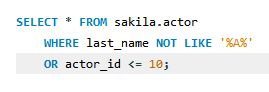 SELECT * FROM sakila.actor
WHERE last_name NOT LIKE '%A%'
OR actor_id <= 10;